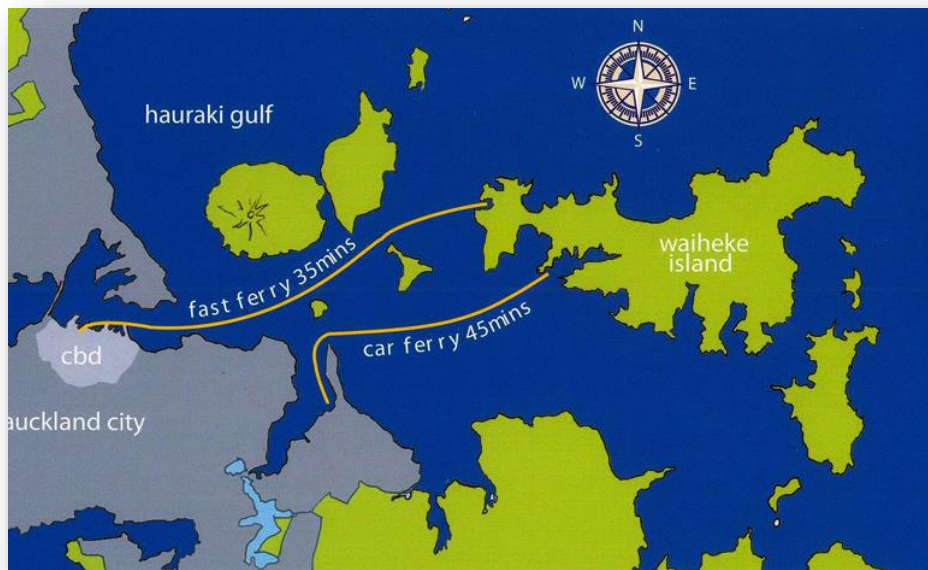 N
W
E
S
hauraki gulf
waiheke
island
fast ferry 35mins
car ferry 45mins
cbd
auckland city